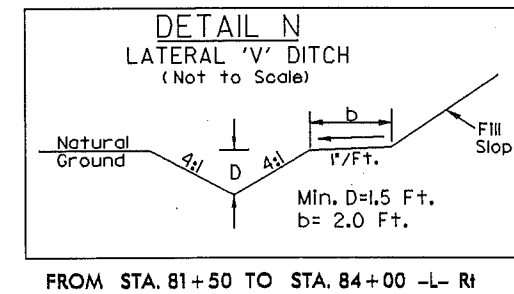 DETAIL N
LATERAL 'V' DITCH
(Not to Scale)
b
Natural
Ground
4:1
D
4:1
1"/Ft.
Fill
Slop
Min. D=1.5 Ft.
b= 2.0 Ft.
FROM STA. 81+50 TO STA. 84+00 -L- Rt